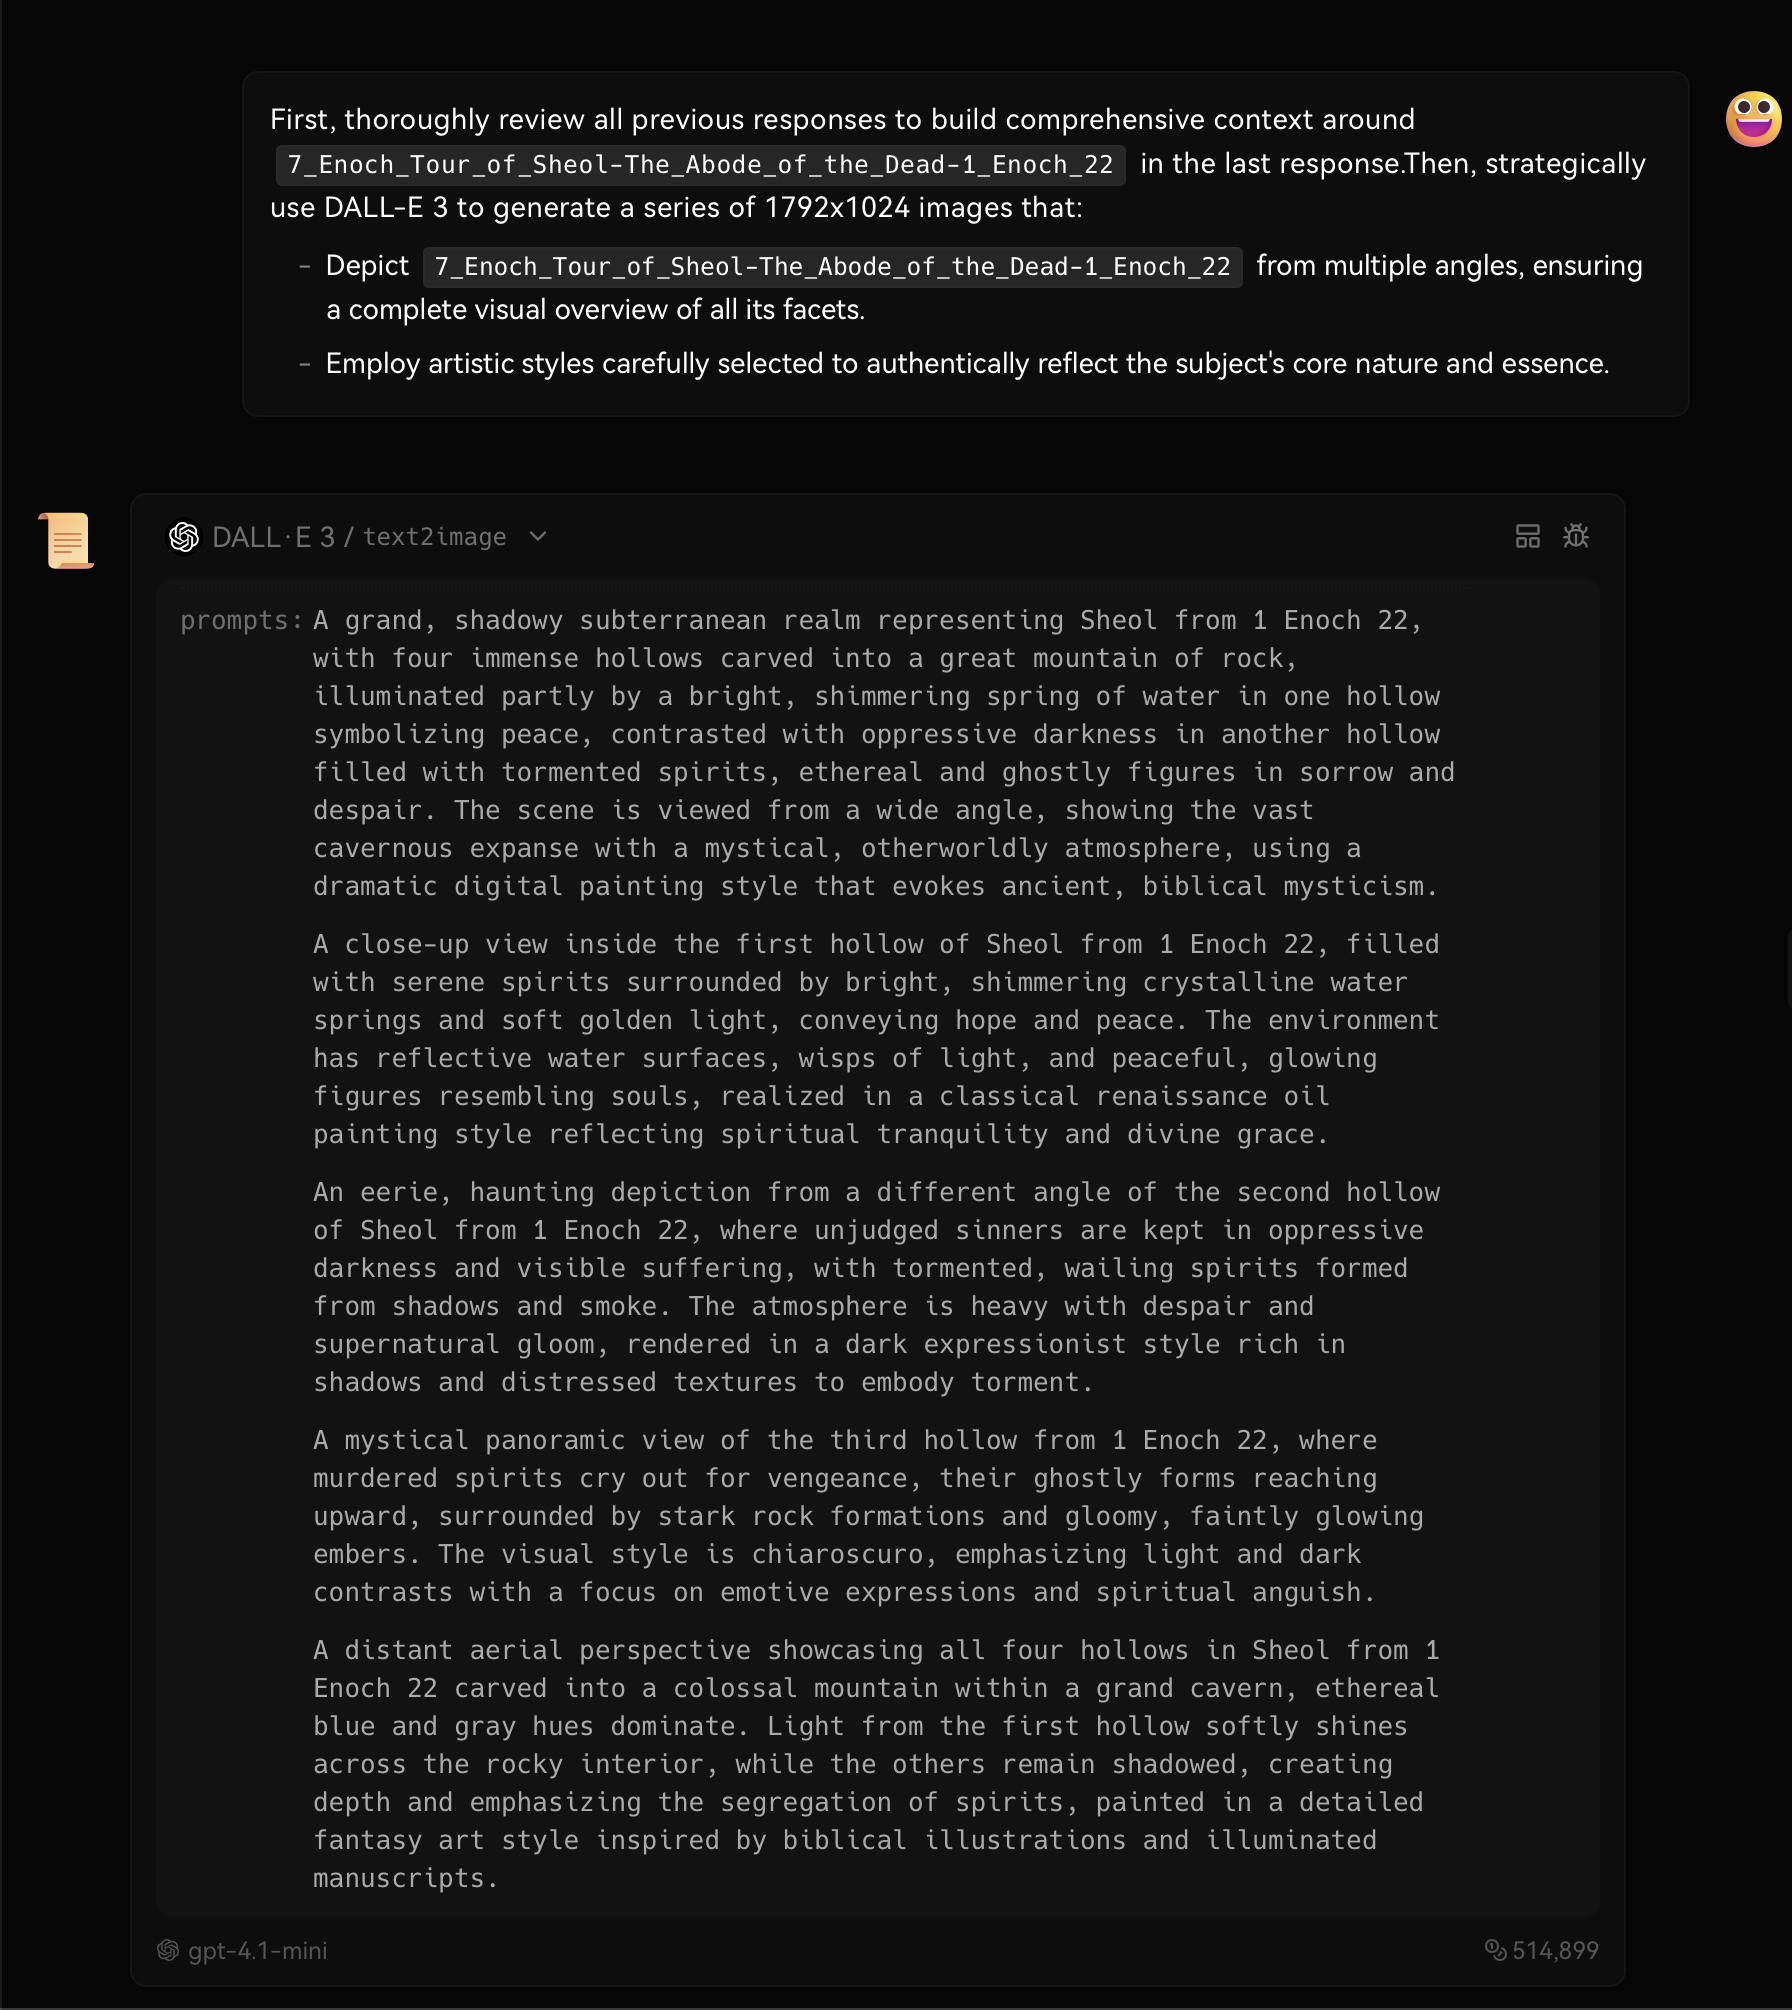 First, thoroughly review all previous responses to build comprehensive context around
7_Enoch_Tour_of_Sheol-The_Abode_of_the_Dead-1_Enoch_22 in the last response.Then, strategically
use DALL-E 3 to generate a series of 1792x1024 images that:
- Depict 7_Enoch_Tour_of_Sheol-The_Abode_of_the_Dead-1_Enoch_22 from multiple angles, ensuring
a complete visual overview of all its facets.
- Employ artistic styles carefully selected to authentically reflect the subject's core nature and essence.
DALL·E 3 / text2image
prompts: A grand, shadowy subterranean realm representing Sheol from 1 Enoch 22,
with four immense hollows carved into a great mountain of rock,
illuminated partly by a bright, shimmering spring of water in one hollow
symbolizing peace, contrasted with oppressive darkness in another hollow
filled with tormented spirits, ethereal and ghostly figures in sorrow and
despair. The scene is viewed from a wide angle, showing the vast
cavernous expanse with a mystical, otherworldly atmosphere, using a
dramatic digital painting style that evokes ancient, biblical mysticism.
A close-up view inside the first hollow of Sheol from 1 Enoch 22, filled
with serene spirits surrounded by bright, shimmering crystalline water
springs and soft golden light, conveying hope and peace. The environment
has reflective water surfaces, wisps of light, and peaceful, glowing
figures resembling souls, realized in a classical renaissance oil
painting style reflecting spiritual tranquility and divine grace.
An eerie, haunting depiction from a different angle of the second hollow
of Sheol from 1 Enoch 22, where unjudged sinners are kept in oppressive
darkness and visible suffering, with tormented, wailing spirits formed
from shadows and smoke. The atmosphere is heavy with despair and
supernatural gloom, rendered in a dark expressionist style rich in
shadows and distressed textures to embody torment.
A mystical panoramic view of the third hollow from 1 Enoch 22, where
murdered spirits cry out for vengeance, their ghostly forms reaching
upward, surrounded by stark rock formations and gloomy, faintly glowing
embers. The visual style is chiaroscuro, emphasizing light and dark
contrasts with a focus on emotive expressions and spiritual anguish.
A distant aerial perspective showcasing all four hollows in Sheol from 1
Enoch 22 carved into a colossal mountain within a grand cavern, ethereal
blue and gray hues dominate. Light from the first hollow softly shines
across the rocky interior, while the others remain shadowed, creating
depth and emphasizing the segregation of spirits, painted in a detailed
fantasy art style inspired by biblical illustrations and illuminated
manuscripts.
gpt-4.1-mini
514,899